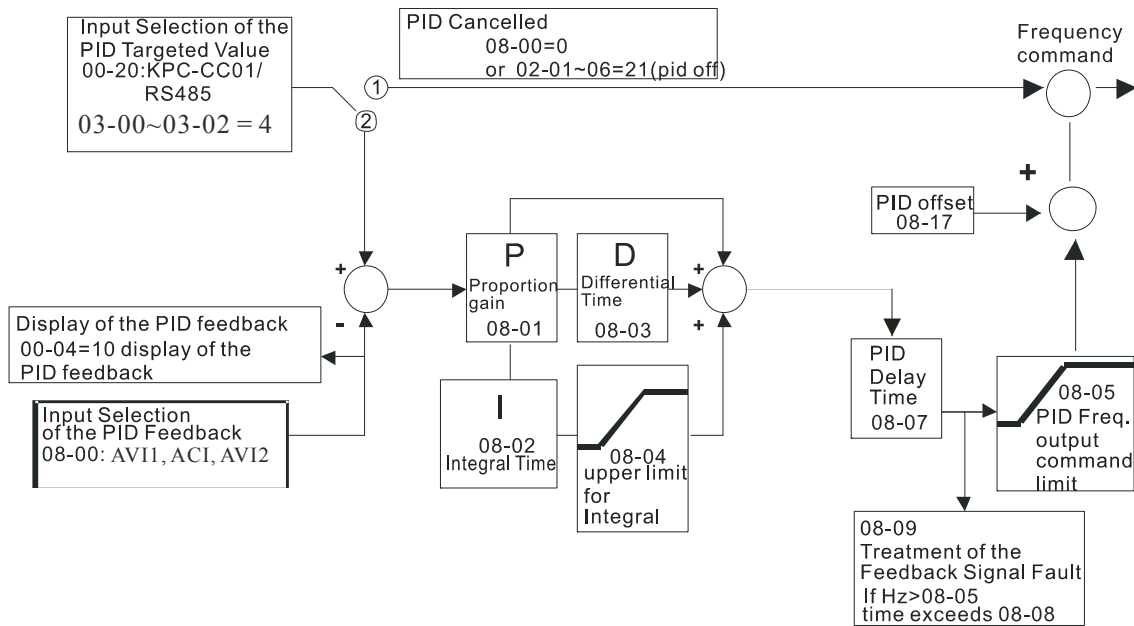 Input Selection of the
PID Targeted Value
00-20:KPC-CC01/
RS485
03-00~03-02 = 4
PID Cancelled
08-00=0
or 02-01~06=21(pid off)
Frequency
command
1
2
+
PID offset
08-17
+
-
P
Proportion
gain
08-01
D
Differential
Time
08-03
+
+
Display of the PID feedback
00-04=10 display of the
PID feedback
Input Selection
of the PID Feedback
08-00: AVI1, ACI, AVI2
I
08-02
Integral Time
08-04
upper limit
for
Integral
PID
Delay
Time
08-07
08-05
PID Freq.
output
command
limit
08-09
Treatment of the
Feedback Signal Fault
If Hz>08-05
time exceeds 08-08